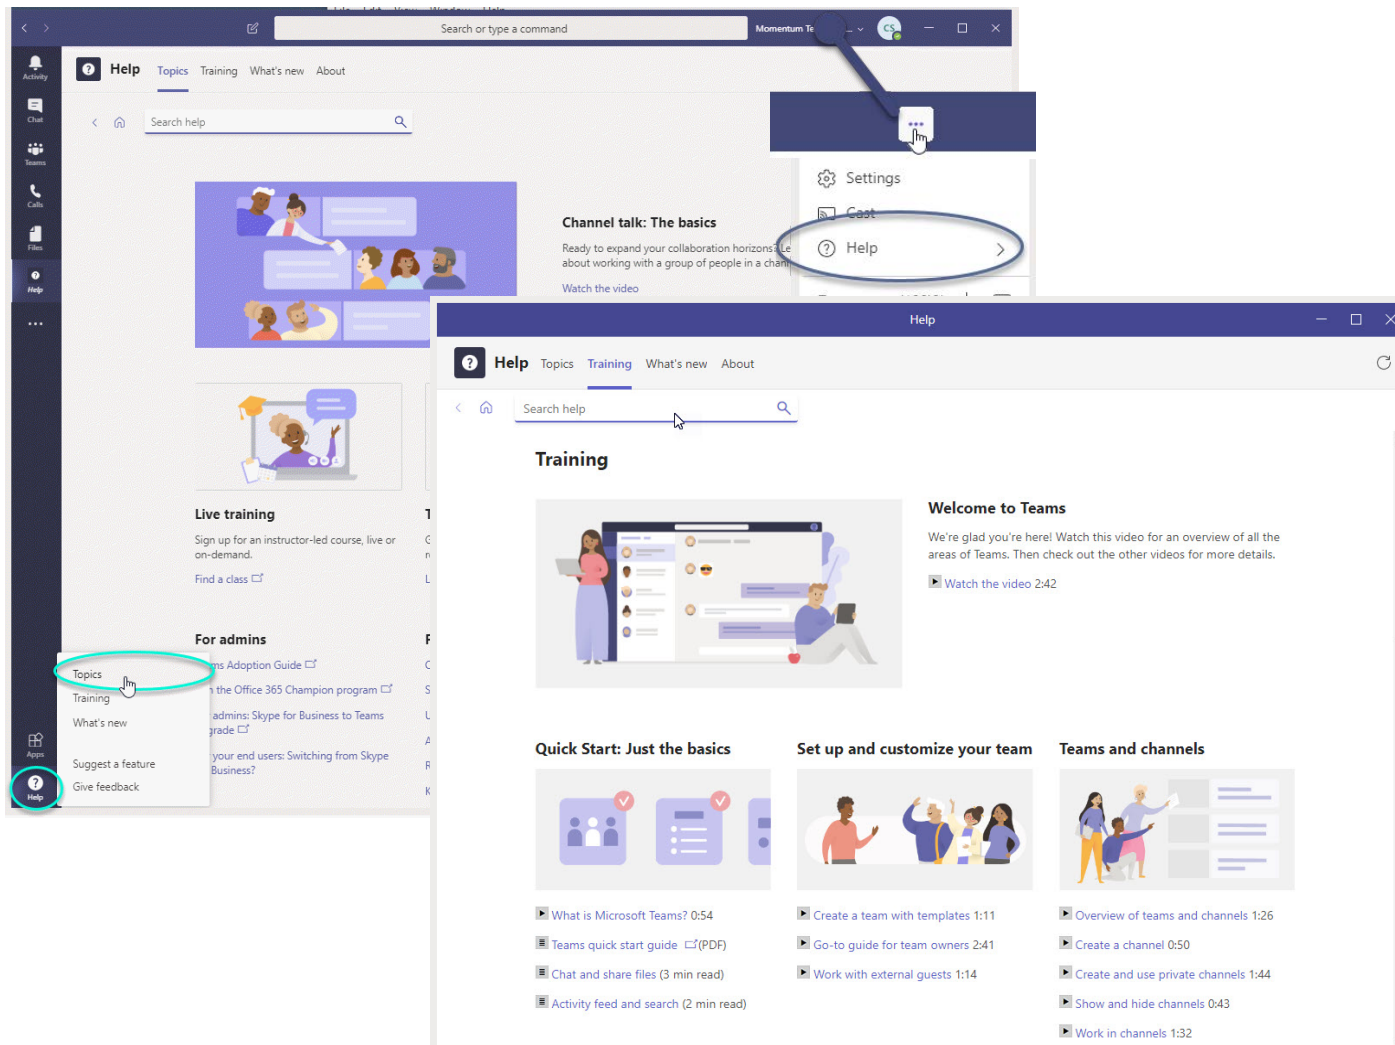 File Edit View Window Help
Search or type a command
Momentum Te
CS
Activity
Chat
Teams
Calls
Files
Help
Help Topics Training What's new About
Search help
Channel talk: The basics
Ready to expand your collaboration horizons? Le
about working with a group of people in a chann
Watch the video
Live training
Sign up for an instructor-led course, live or
on-demand.
Find a class
For admins
ms Adoption Guide
the Office 365 Champion program
admins: Skype for Business to Teams
grade
your end users: Switching from Skype
Business?
Topics
Training
What's new
Suggest a feature
Give feedback
Apps
Help
Settings
Cast
Help
Help
Help Topics Training What's new About
Search help
Training
Welcome to Teams
We're glad you're here! Watch this video for an overview of all the
areas of Teams. Then check out the other videos for more details.
Watch the video 2:42
Quick Start: Just the basics
What is Microsoft Teams? 0:54
Teams quick start guide (PDF)
Chat and share files (3 min read)
Activity feed and search (2 min read)
Set up and customize your team
Create a team with templates 1:11
Go-to guide for team owners 2:41
Work with external guests 1:14
Teams and channels
Overview of teams and channels 1:26
Create a channel 0:50
Create and use private channels 1:44
Show and hide channels 0:43
Work in channels 1:32